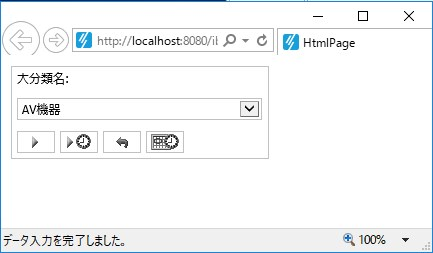 http://localhost:8080/il
HtmlPage
大分類名:
AV機器
データ入力を完了しました。
100%